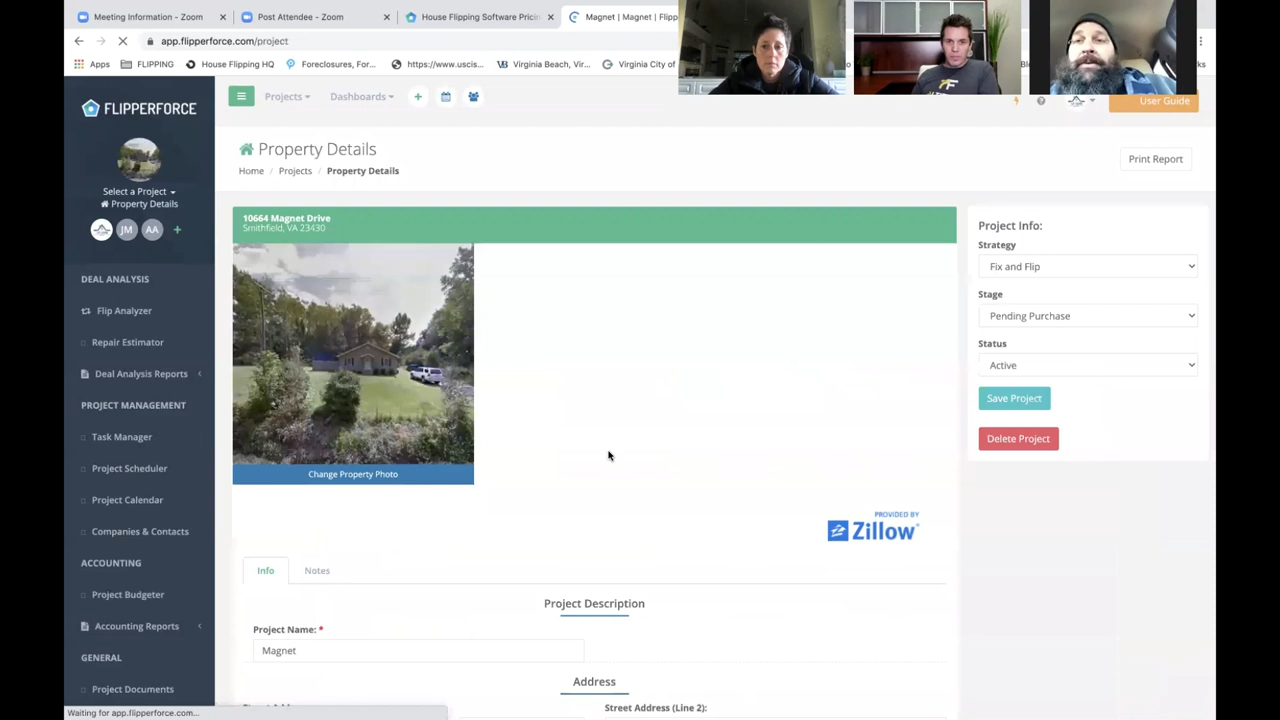 Meeting Information - Zoom
Post Attendee - Zoom
House Flipping Software Pricin
Magnet | Magnet | Flipp
app.flipperforce.com/project
Apps
FLIPPING
House Flipping HQ
Foreclosures, For...
https://www.uscis...
Virginia Beach, Vir...
Virginia City of
FLIPPERFORCE
Projects
Dashboards
User Guide
Property Details
Home / Projects / Property Details
Print Report
Select a Project
Property Details
JM
AA
DEAL ANALYSIS
Flip Analyzer
Repair Estimator
Deal Analysis Reports
PROJECT MANAGEMENT
Task Manager
Project Scheduler
Project Calendar
Companies & Contacts
ACCOUNTING
Project Budgeter
Accounting Reports
GENERAL
Project Documents
10664 Magnet Drive
Smithfield, VA 23430
Change Property Photo
PROVIDED BY
Zillow
Info
Notes
Project Description
Project Name: *
Magnet
Address
Street Address (Line 2):
Project Info:
Strategy
Fix and Flip
Stage
Pending Purchase
Status
Active
Save Project
Delete Project
Waiting for app.flipperforce.com...